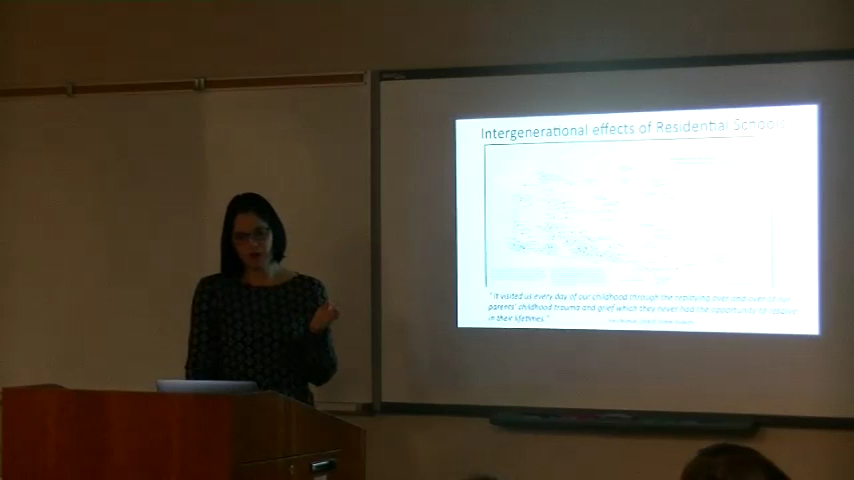 Intergenerational effects of Residential Schools
" It visited us every day of our childhood through the replaying over and over of our
parents' childhood trauma and grief which they never had the opportunity to resolve
in their lifetimes."